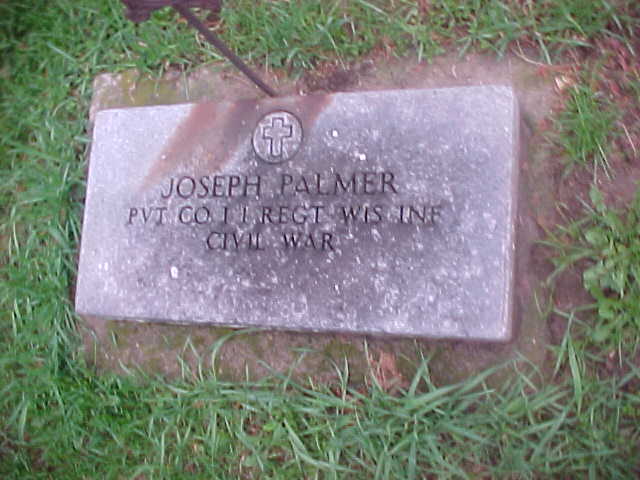 JOSEPH PALMER
PVT CO. I 1 REGT WIS INF
CIVIL WAR